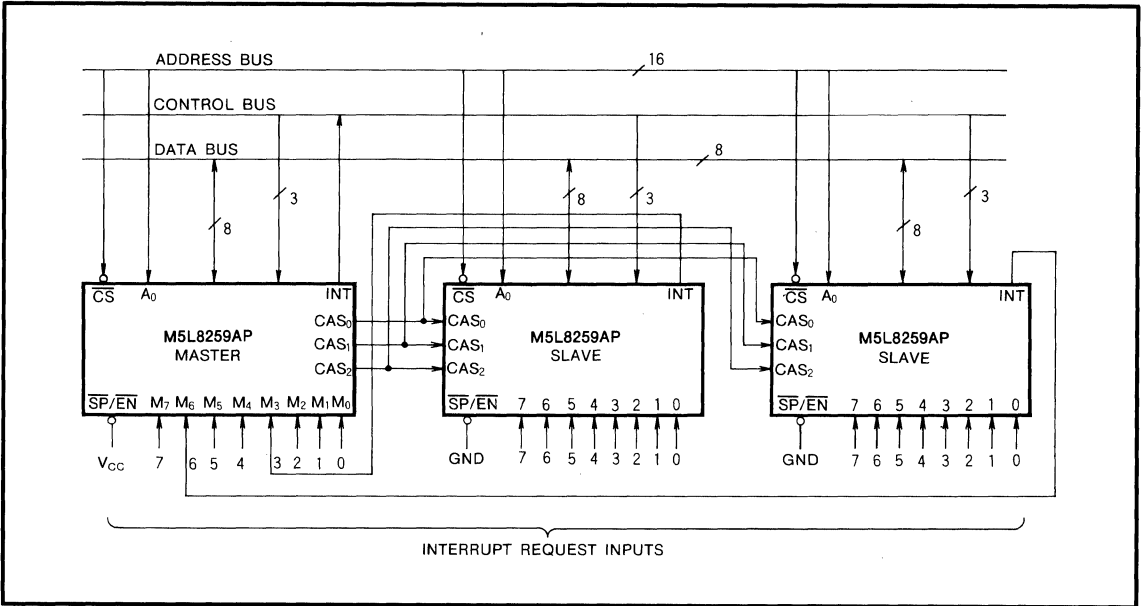 ADDRESS BUS 16
CONTROL BUS
DATA BUS 8
8 3 8 3 8 3
CS A0 INT CS A0 INT CS A0 INT
M5L8259AP
MASTER
CAS0
CAS1
CAS2
SP/EN M7 M6 M5 M4 M3 M2 M1 M0
VCC 7 6 5 4 3 2 1 0
M5L8259AP
SLAVE
CAS0
CAS1
CAS2
SP/EN 7 6 5 4 3 2 1 0
GND 7 6 5 4 3 2 1 0
M5L8259AP
SLAVE
CAS0
CAS1
CAS2
SP/EN 7 6 5 4 3 2 1 0
GND 7 6 5 4 3 2 1 0
INTERRUPT REQUEST INPUTS